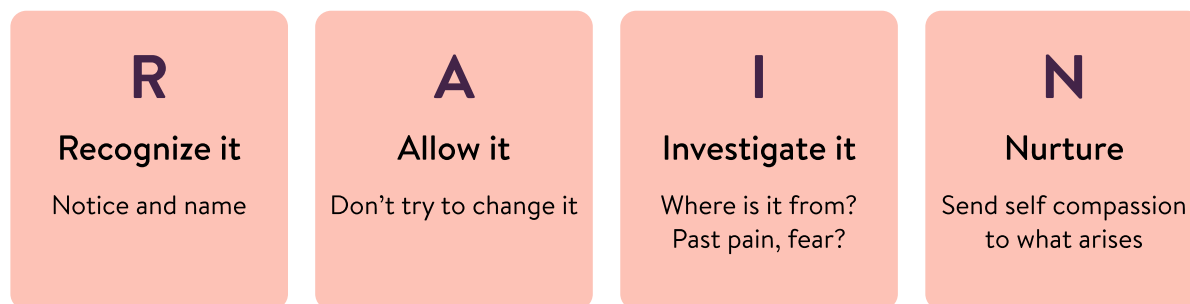 R
Recognize it
Notice and name
A
Allow it
Don’t try to change it
I
Investigate it
Where is it from?
Past pain, fear?
N
Nurture
Send self compassion
to what arises